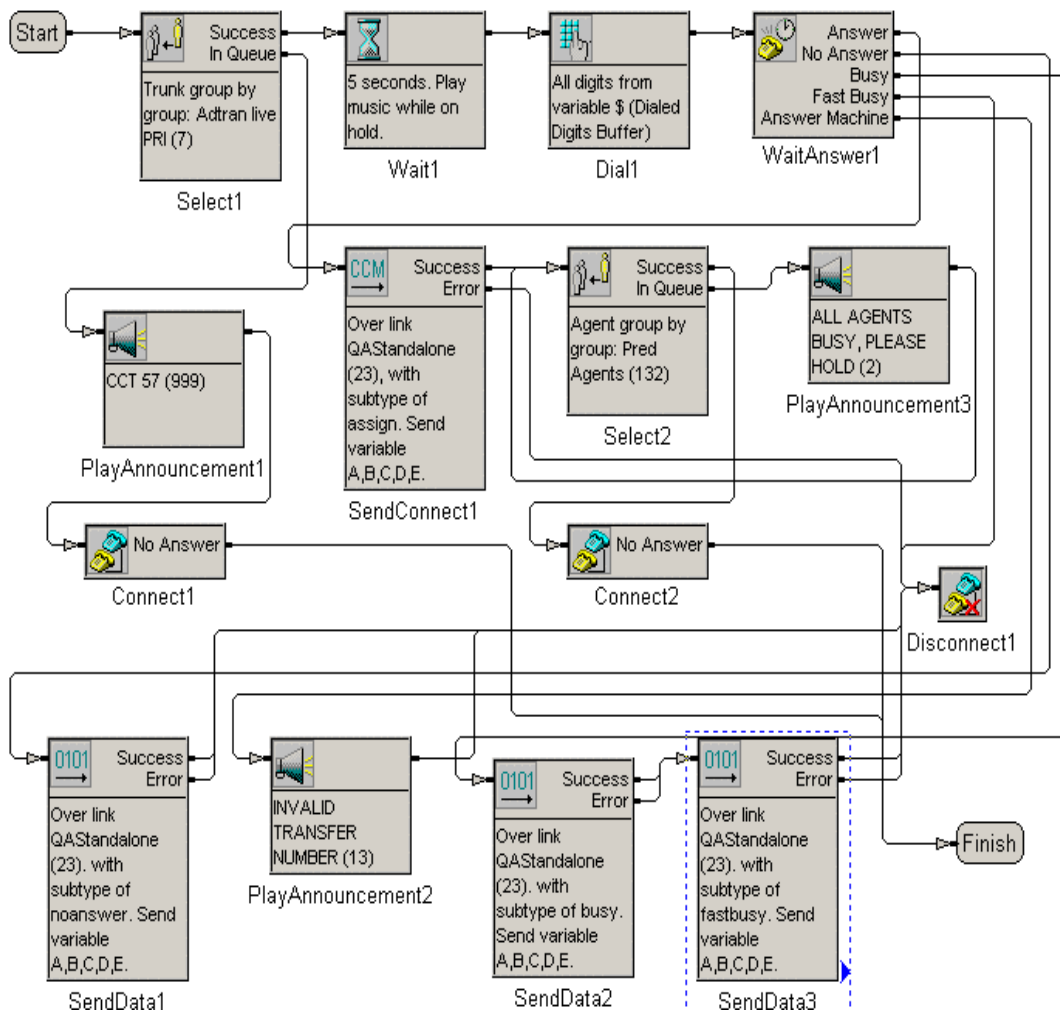 Start
Success
In Queue
Trunk group by
group: Adtran live
PRI (7)
Select1
5 seconds. Play
music while on
hold.
Wait1
All digits from
variable $ (Dialed
Digits Buffer)
Dial1
Answer
No Answer
Busy
Fast Busy
Answer Machine
WaitAnswer1
CCT 57 (999)
PlayAnnouncement1
CCM
Success
Error
Over link
QAStandalone
(23), with
subtype of
assign. Send
variable
A,B,C,D,E.
SendConnect1
Success
In Queue
Agent group by
group: Pred
Agents (132)
Select2
ALL AGENTS
BUSY, PLEASE
HOLD (2)
PlayAnnouncement3
No Answer
Connect1
No Answer
Connect2
Disconnect1
0101
Success
Error
Over link
QAStandalone
(23). with
subtype of
noanswer. Send
variable
A,B,C,D,E.
SendData1
INVALID
TRANSFER
NUMBER (13)
PlayAnnouncement2
0101
Success
Error
Over link
QAStandalone
(23). with
subtype of busy.
Send variable
A,B,C,D,E.
SendData2
0101
Success
Error
Over link
QAStandalone
(23). with
subtype of
fastbusy. Send
variable
A,B,C,D,E.
SendData3
Finish